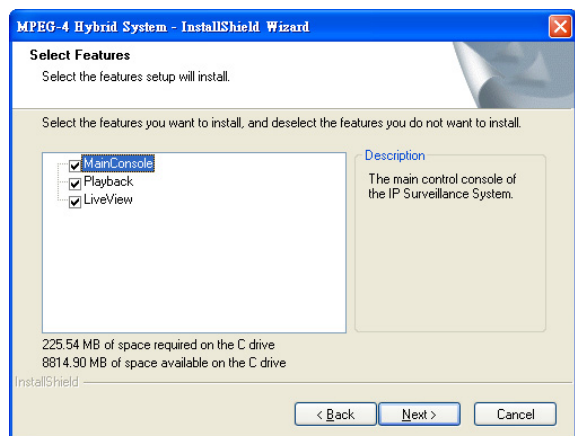 MPEG-4 Hybrid System - InstallShield Wizard
Select Features
Select the features setup will install.
Select the features you want to install, and deselect the features you do not want to install.
MainConsole
Playback
LiveView
Description
The main control console of
the IP Surveillance System.
225.54 MB of space required on the C drive
8814.90 MB of space available on the C drive
InstallShield
< Back
Next >
Cancel